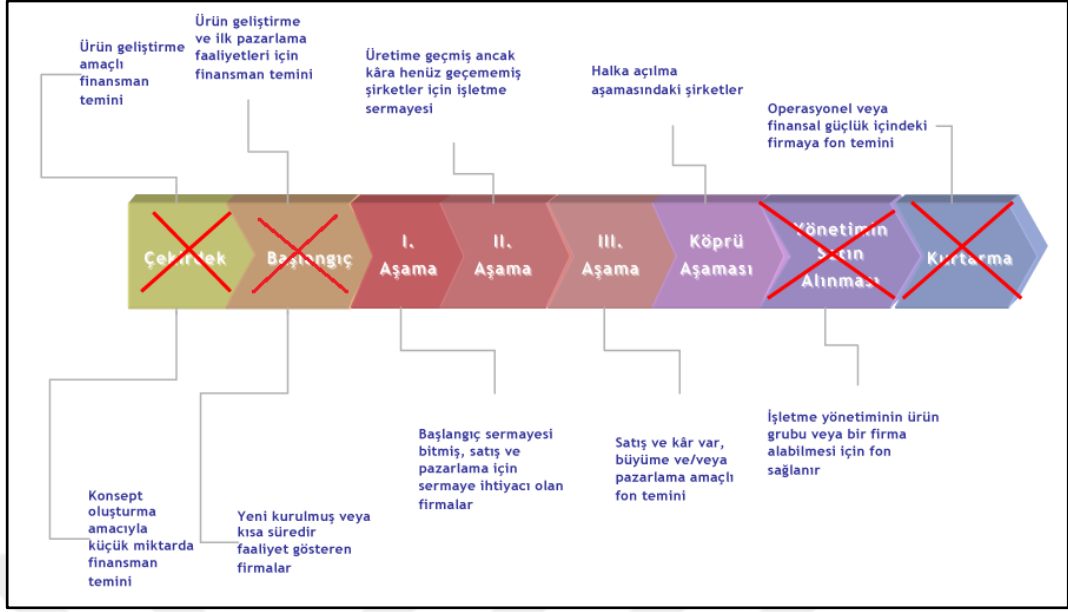 Ürün geliştirme
amaçlı
finansman
temini
Ürün geliştirme
ve ilk pazarlama
faaliyetleri için
finansman temini
Üretime geçmiş ancak
kâra henüz geçememiş
şirketler için işletme
sermayesi
Halka açılma
aşamasındaki şirketler
Operasyonel veya
finansal güçlük içindeki
firmaya fon temini
Çekirdek
Başlangıç
I.
Aşama
II.
Aşama
III.
Aşama
Köprü
Aşaması
Yönetimin
Satın
Alınması
Kurtarma
Konsept
oluşturma
amacıyla
küçük miktarda
finansman
temini
Yeni kurulmuş veya
kısa süredir
faaliyet gösteren
firmalar
Başlangıç sermayesi
bitmiş, satış ve
pazarlama için
sermaye ihtiyacı olan
firmalar
Satış ve kâr var,
büyüme ve/veya
pazarlama amaçlı
fon temini
İşletme yönetiminin ürün
grubu veya bir firma
alabilmesi için fon
sağlanır